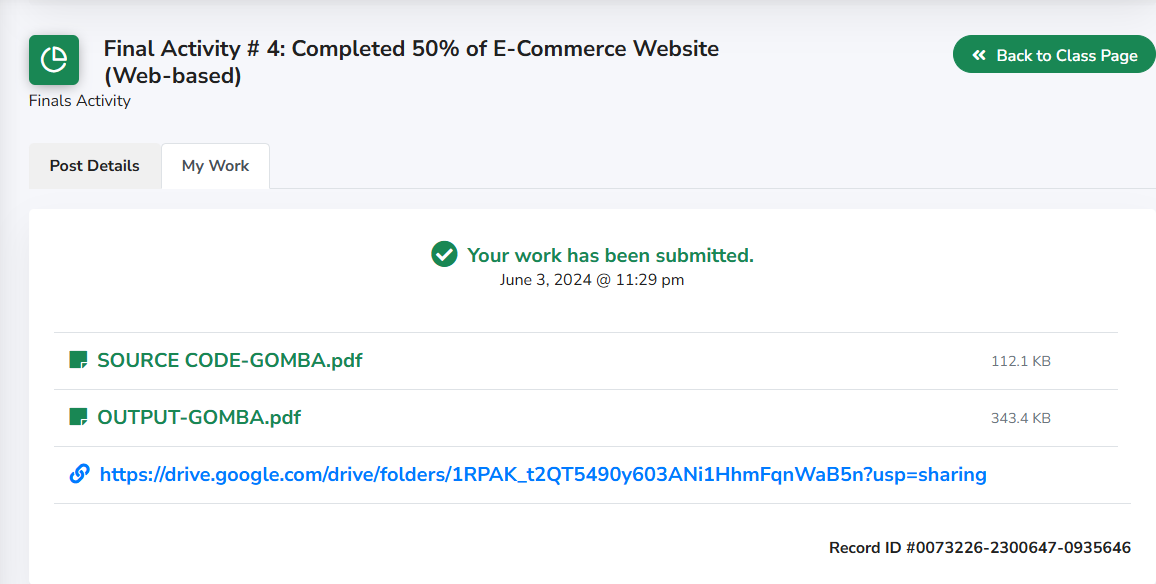 Final Activity # 4: Completed 50% of E-Commerce Website
(Web-based)
Back to Class Page
Finals Activity
Post Details
My Work
Your work has been submitted.
June 3, 2024 @ 11:29 pm
SOURCE CODE-GOMBA.pdf
112.1 KB
OUTPUT-GOMBA.pdf
343.4 KB
https://drive.google.com/drive/folders/1RPAK_t2QT5490y603ANi1HhmFqnWaB5n?usp=sharing
Record ID #0073226-2300647-0935646